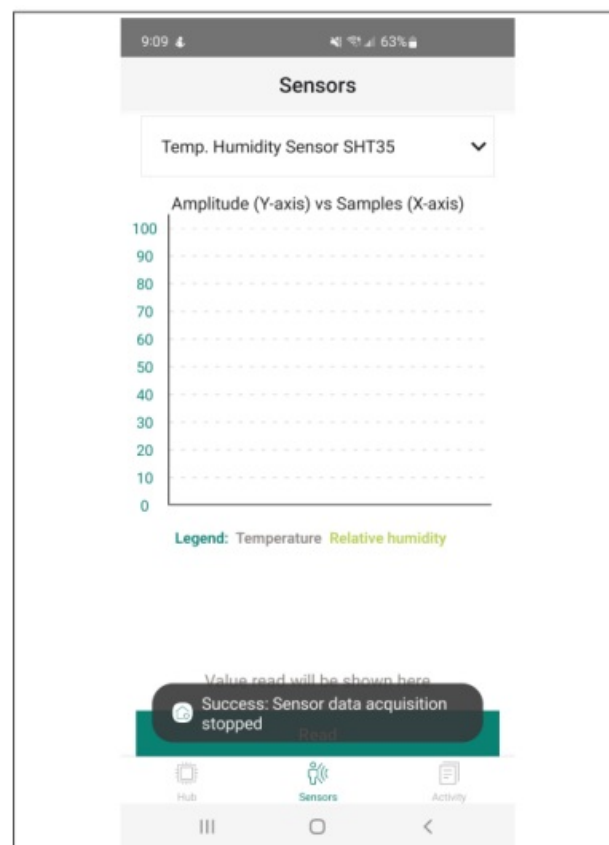 9:09
63%
Sensors
Temp. Humidity Sensor SHT35
Amplitude (Y-axis) vs Samples (X-axis)
100
90
80
70
60
50
40
30
20
10
0
Legend: Temperature Relative humidity
Value read will be shown here
Success: Sensor data acquisition
stopped
Read
Hub
Sensors
Activity